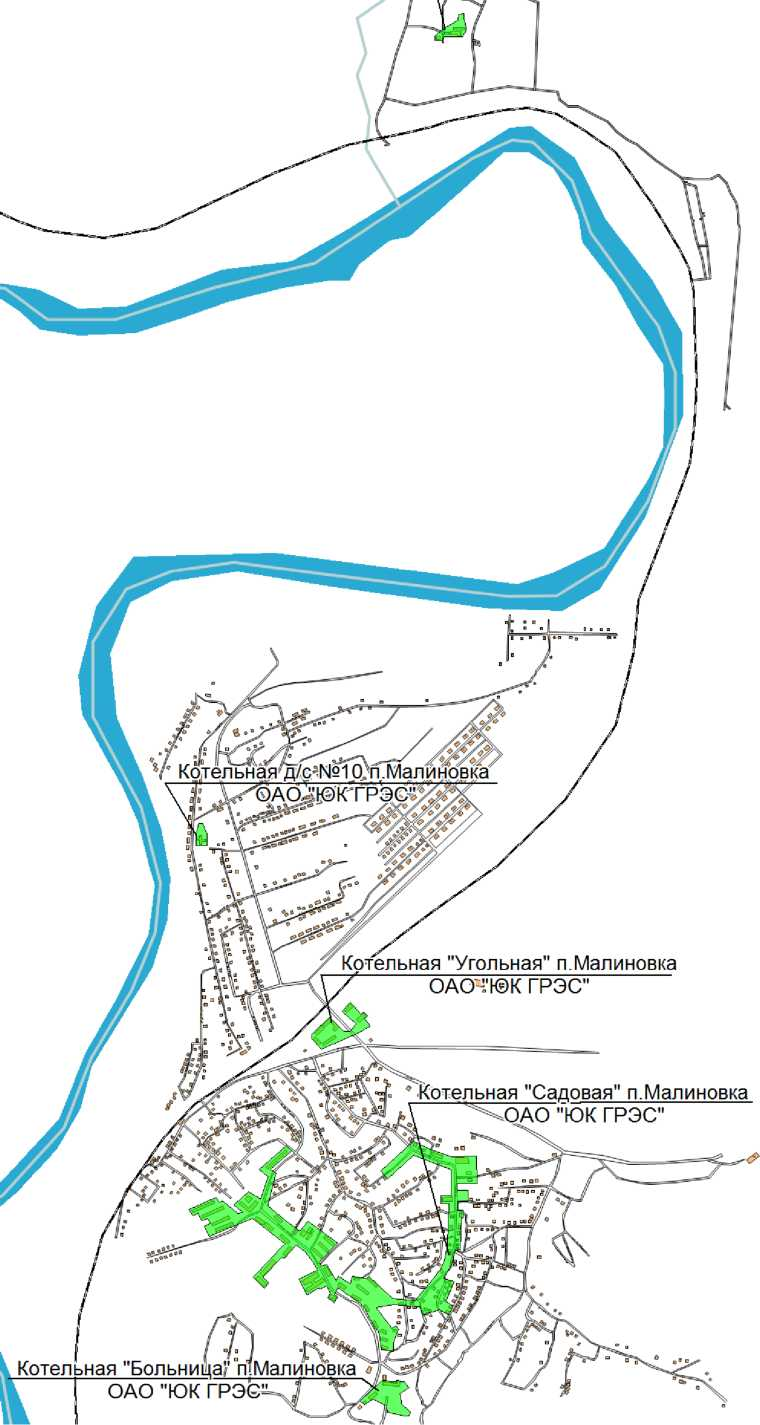 Котельная д/с №10 п.Малиновка
ОАО "ЮК ГРЭС"
Котельная "Угольная" п.Малиновка
ОАО "ЮК ГРЭС"
Котельная "Садовая" п.Малиновка
ОАО "ЮК ГРЭС"
Котельная "Больница" п.Малиновка
ОАО "ЮК ГРЭС"